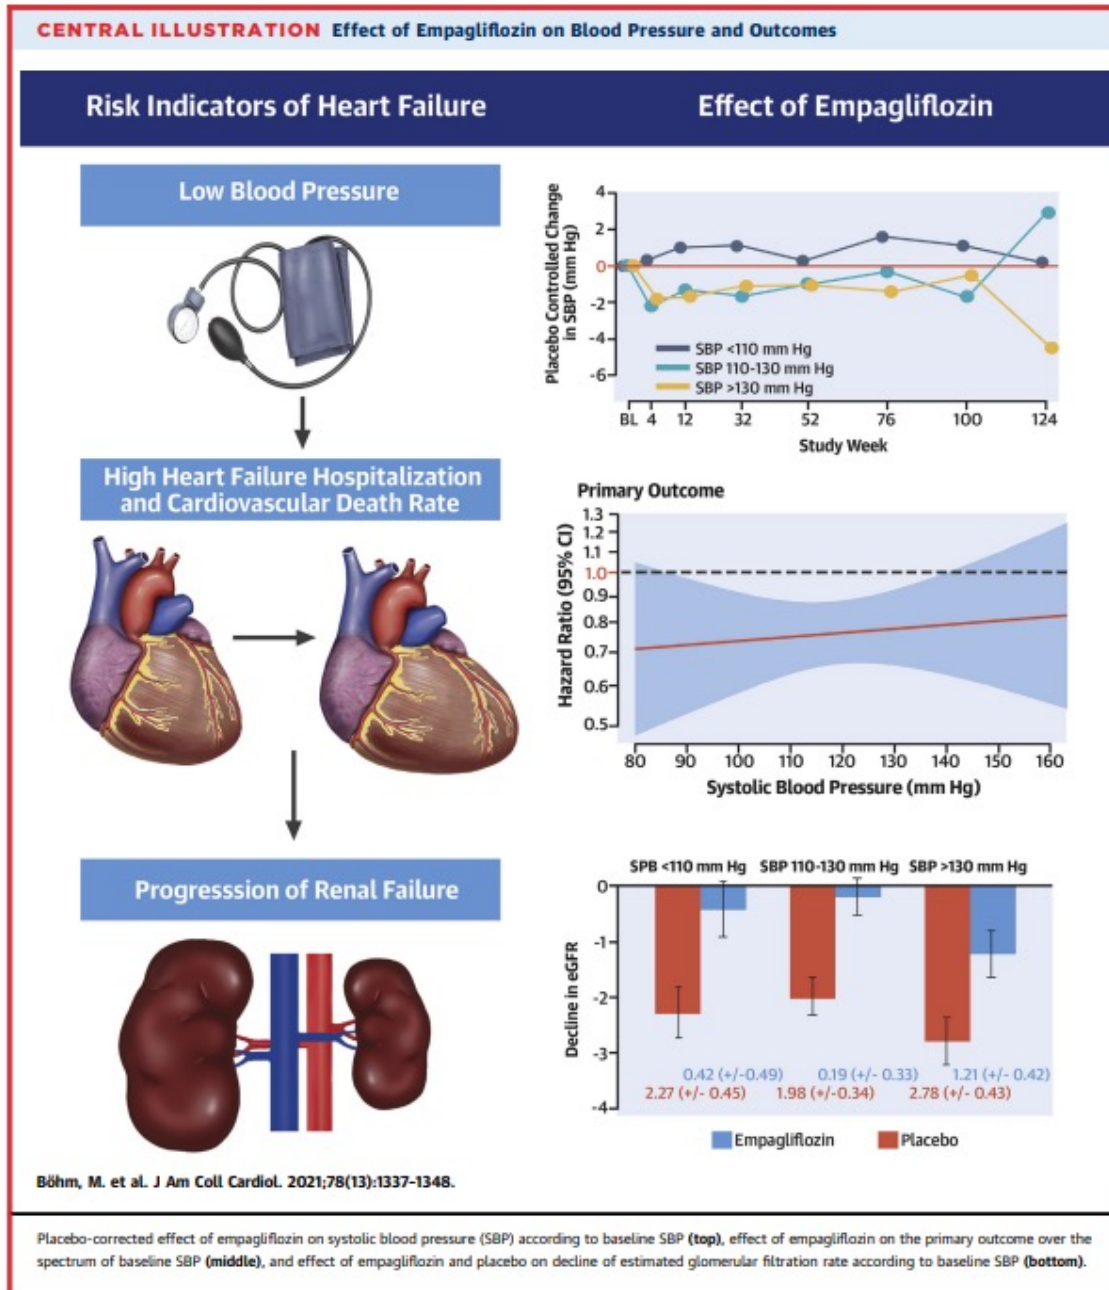 CENTRAL ILLUSTRATION Effect of Empagliflozin on Blood Pressure and Outcomes
Risk Indicators of Heart Failure
Effect of Empagliflozin
Low Blood Pressure
High Heart Failure Hospitalization
and Cardiovascular Death Rate
Progresssion of Renal Failure
Placebo Controlled Change
in SBP (mm Hg)
4
2
0
-2
-4
-6
SBP <110 mm Hg
SBP 110-130 mm Hg
SBP >130 mm Hg
BL 4 12 32 52 76 100 124
Study Week
Primary Outcome
Hazard Ratio (95% CI)
1.3
1.2
1.1
1.0
0.9
0.8
0.7
0.6
0.5
80 90 100 110 120 130 140 150 160
Systolic Blood Pressure (mm Hg)
SPB <110 mm Hg SBP 110-130 mm Hg SBP >130 mm Hg
Decline in eGFR
0
-1
-2
-3
-4
0.42 (+/-0.49) 0.19 (+/- 0.33) 1.21 (+/- 0.42)
2.27 (+/- 0.45) 1.98 (+/-0.34) 2.78 (+/- 0.43)
Empagliflozin Placebo
Böhm, M. et al. J Am Coll Cardiol. 2021;78(13):1337-1348.
Placebo-corrected effect of empagliflozin on systolic blood pressure (SBP) according to baseline SBP (top), effect of empagliflozin on the primary outcome over the
spectrum of baseline SBP (middle), and effect of empagliflozin and placebo on decline of estimated glomerular filtration rate according to baseline SBP (bottom).